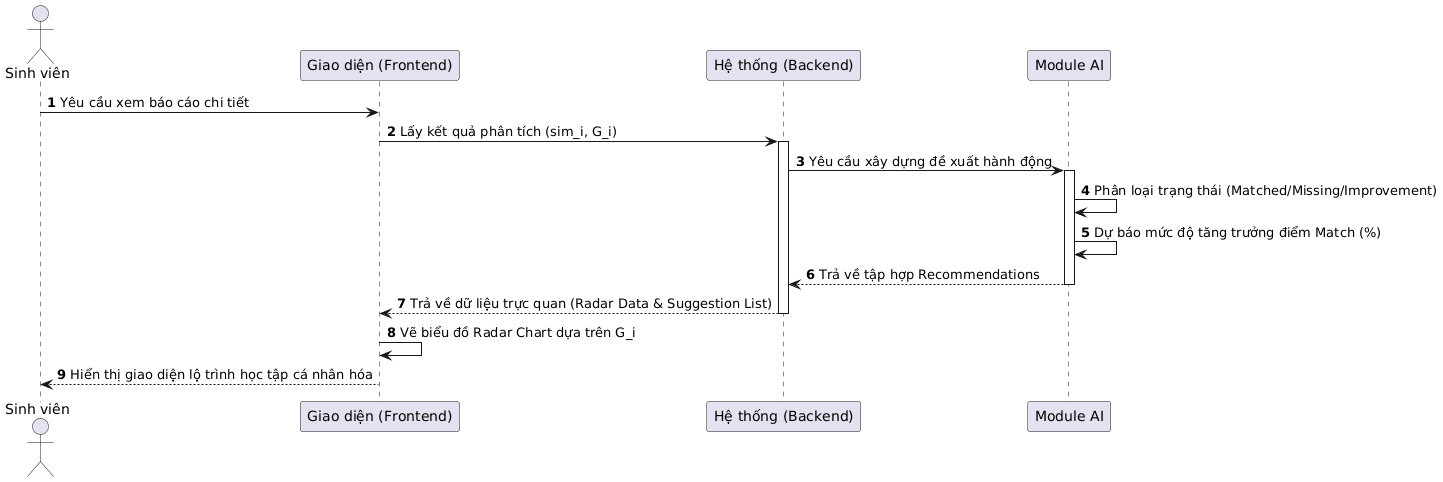 Sinh viên
Giao diện (Frontend)
Hệ thống (Backend)
Module AI
1 Yêu cầu xem báo cáo chi tiết
2 Lấy kết quả phân tích (sim_i, G_i)
3 Yêu cầu xây dựng đề xuất hành động
4 Phân loại trạng thái (Matched/Missing/Improvement)
5 Dự báo mức độ tăng trưởng điểm Match (%)
6 Trả về tập hợp Recommendations
7 Trả về dữ liệu trực quan (Radar Data & Suggestion List)
8 Vẽ biểu đồ Radar Chart dựa trên G_i
9 Hiển thị giao diện lộ trình học tập cá nhân hóa
Sinh viên
Giao diện (Frontend)
Hệ thống (Backend)
Module AI